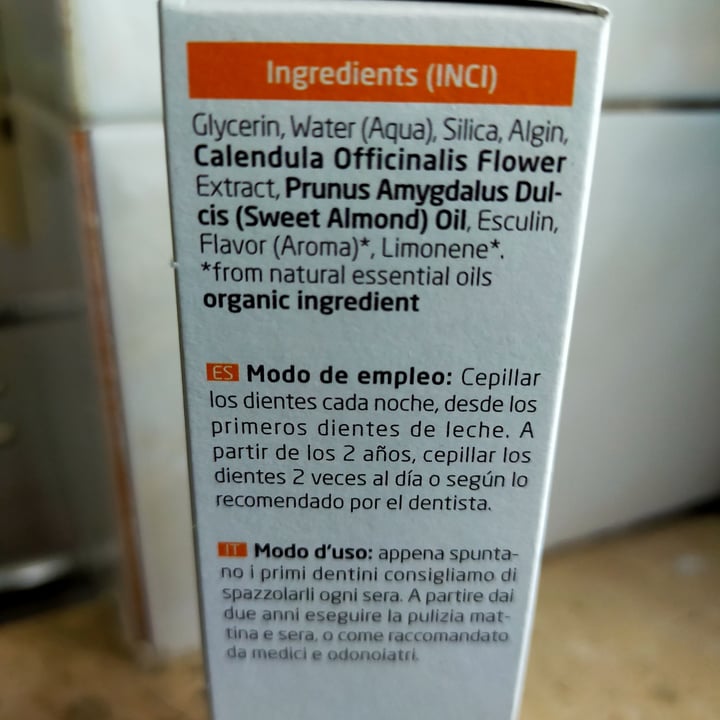 Ingredients (INCI)
Glycerin, Water (Aqua), Silica, Algin,
Calendula Officinalis Flower
Extract, Prunus Amygdalus Dul-
cis (Sweet Almond) Oil, Esculin,
Flavor (Aroma)*, Limonene*.
*from natural essential oils
organic ingredient
ES Modo de empleo: Cepillar
los dientes cada noche, desde los
primeros dientes de leche. A
partir de los 2 años, cepillar los
dientes 2 veces al día o según lo
recomendado por el dentista.
IT Modo d'uso: appena spunta-
no i primi dentini consigliamo di
spazzolarli ogni sera. A partire dai
due anni eseguire la pulizia mat-
tina e sera, o come raccomandato
da medici e odonoiatri.